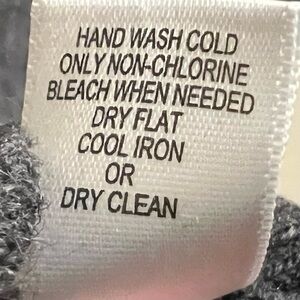 HAND WASH COLD
ONLY NON-CHLORINE
BLEACH WHEN NEEDED
DRY FLAT
COOL IRON
OR
DRY CLEAN